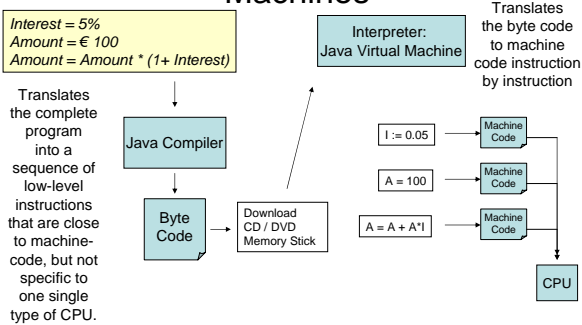 Machines
Interest = 5%
Amount = € 100
Amount = Amount * (1+ Interest)
Translates
the complete
program
into a
sequence of
low-level
instructions
that are close
to machine-
code, but not
specific to
one single
type of CPU.
Java Compiler
Byte
Code
Download
CD / DVD
Memory Stick
Interpreter:
Java Virtual Machine
Translates
the byte code
to machine
code instruction
by instruction
I := 0.05
Machine
Code
A = 100
Machine
Code
A = A + A*I
Machine
Code
CPU